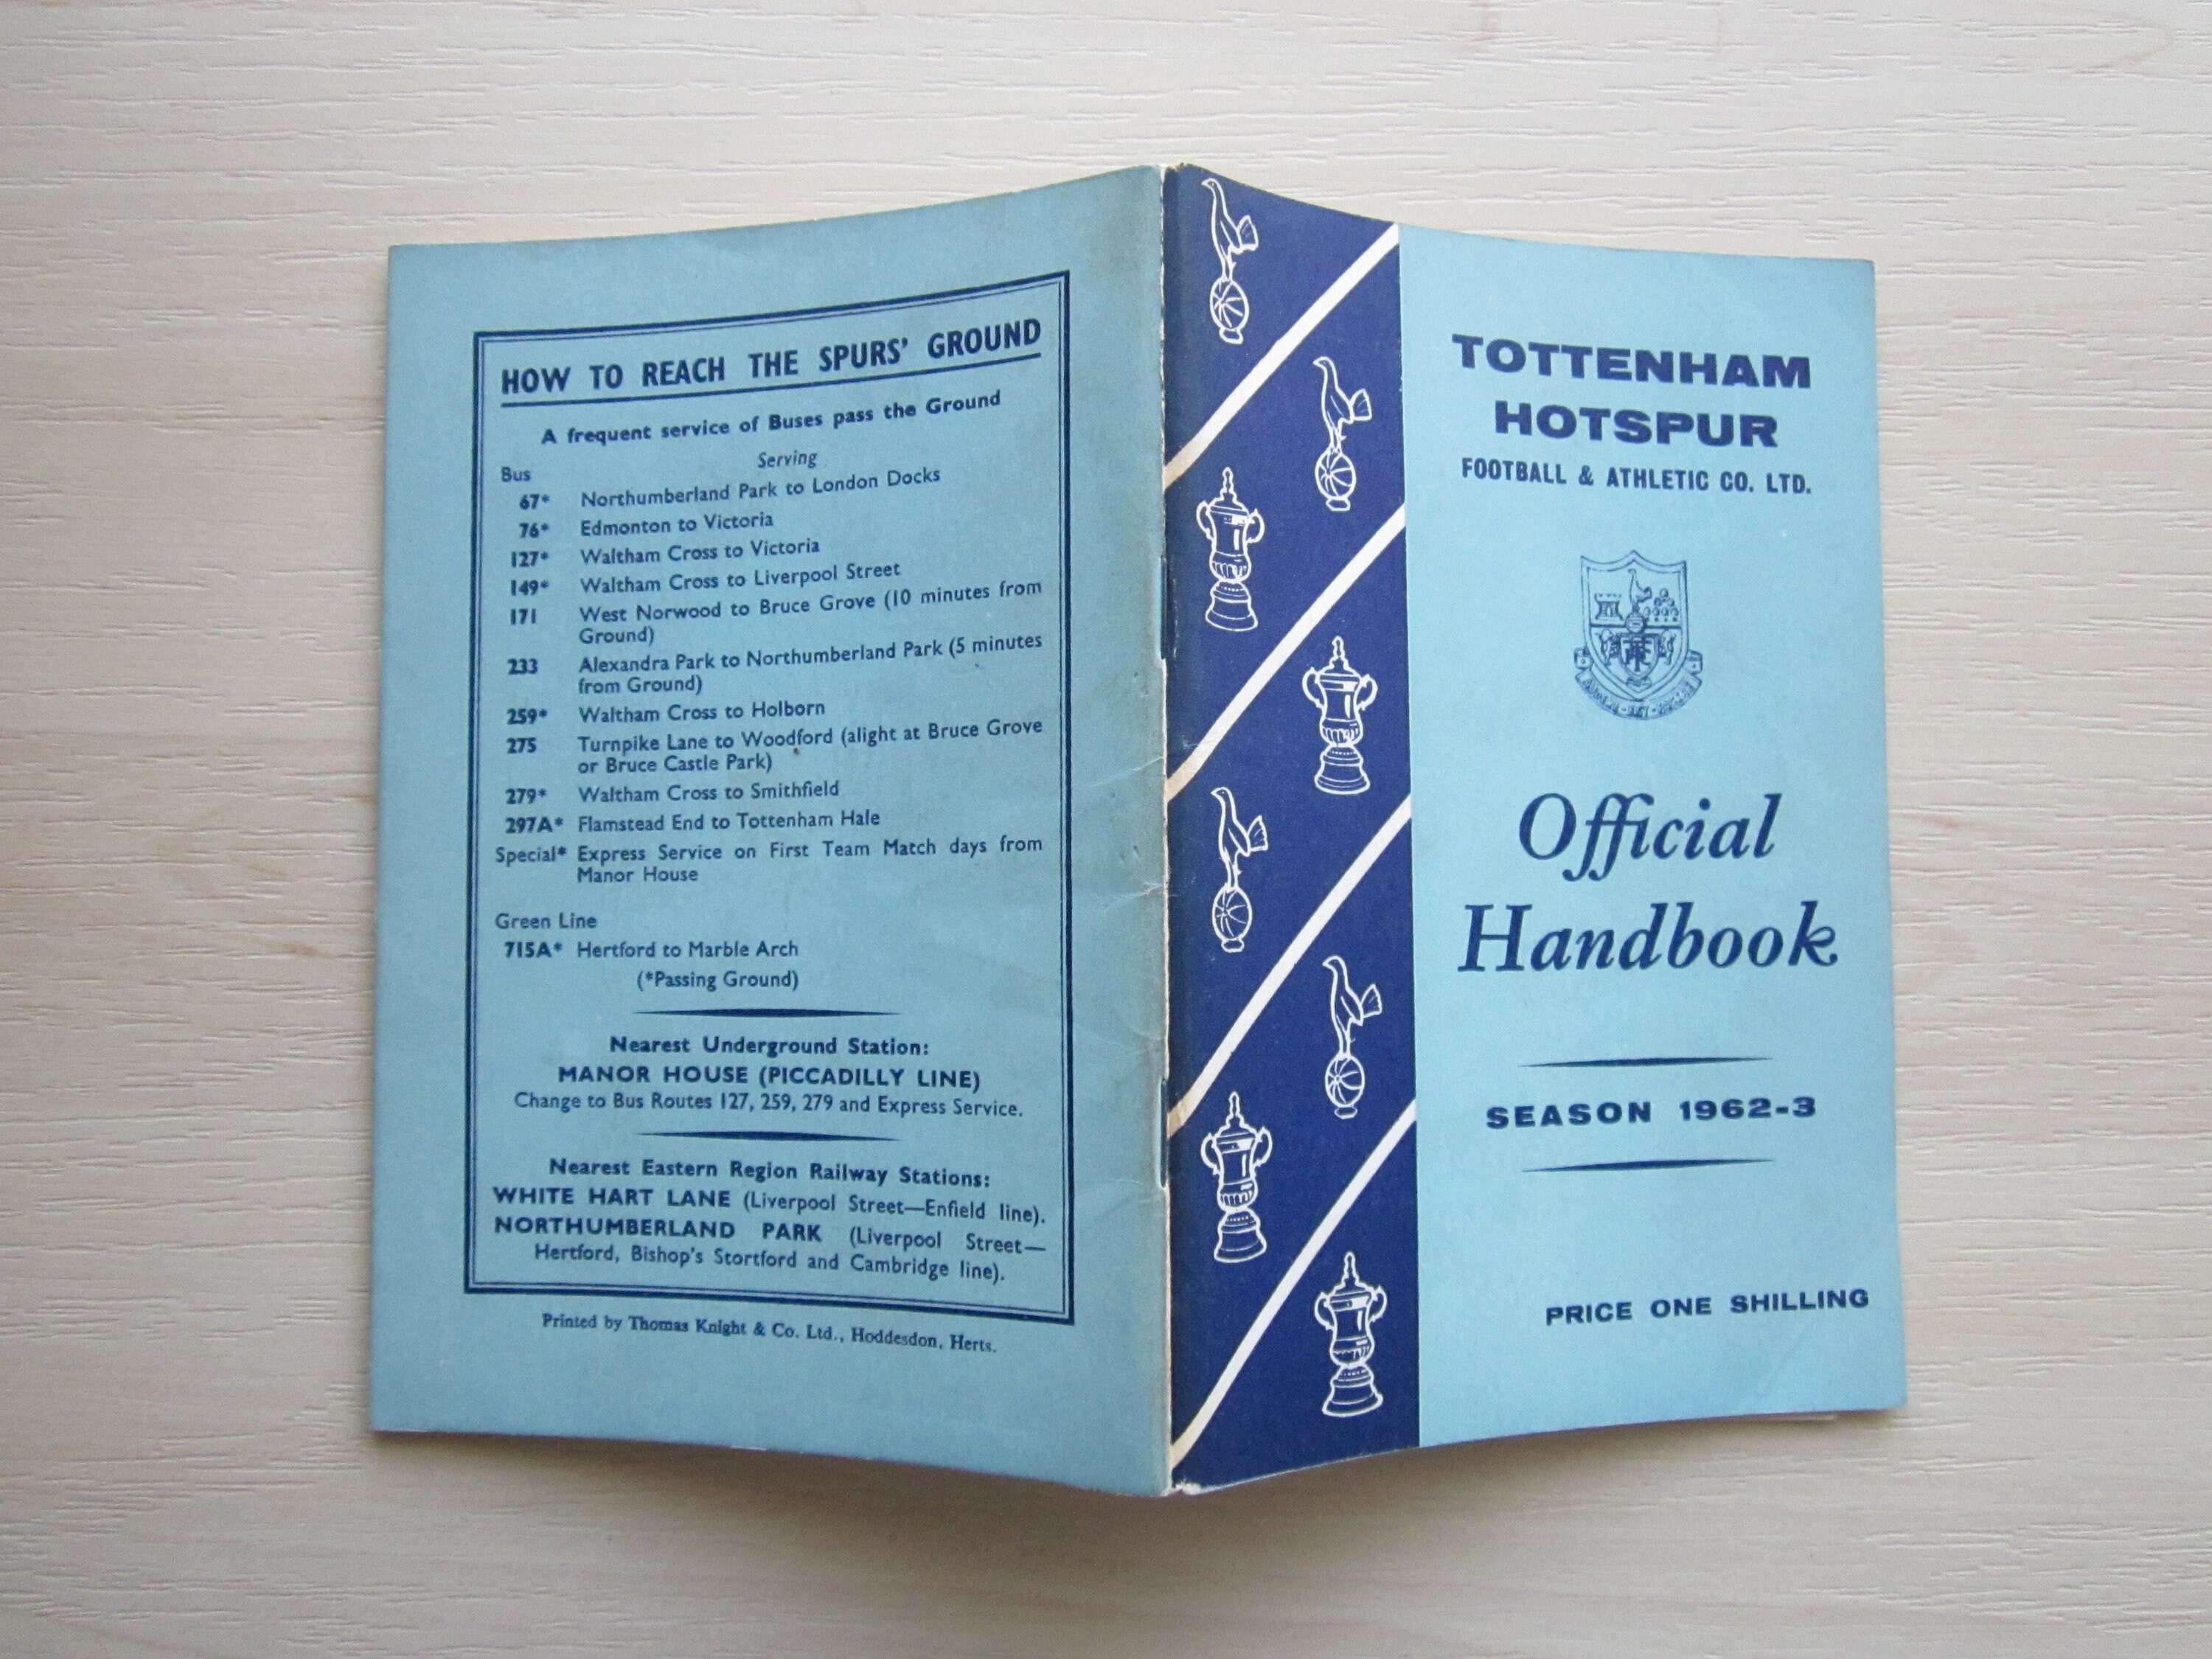 HOW TO REACH THE SPURS' GROUND
A frequent service of Buses pass the Ground
Bus Serving
67* Northumberland Park to London Docks
76* Edmonton to Victoria
127* Waltham Cross to Victoria
149* Waltham Cross to Liverpool Street
171 West Norwood to Bruce Grove (10 minutes from
Ground)
233 Alexandra Park to Northumberland Park (5 minutes
from Ground)
259* Waltham Cross to Holborn
275 Turnpike Lane to Woodford (alight at Bruce Grove
or Bruce Castle Park)
279* Waltham Cross to Smithfield
297A* Flamstead End to Tottenham Hale
Special* Express Service on First Team Match days from
Manor House
Green Line
715A* Hertford to Marble Arch
(*Passing Ground)
Nearest Underground Station:
MANOR HOUSE (PICCADILLY LINE)
Change to Bus Routes 127, 259, 279 and Express Service.
Nearest Eastern Region Railway Stations:
WHITE HART LANE (Liverpool Street—Enfield line).
NORTHUMBERLAND PARK (Liverpool Street—
Hertford, Bishop's Stortford and Cambridge line).
Printed by Thomas Knight & Co. Ltd., Hoddesdon, Herts.
TOTTENHAM
HOTSPUR
FOOTBALL & ATHLETIC CO. LTD.
Official
Handbook
SEASON 1962-3
PRICE ONE SHILLING